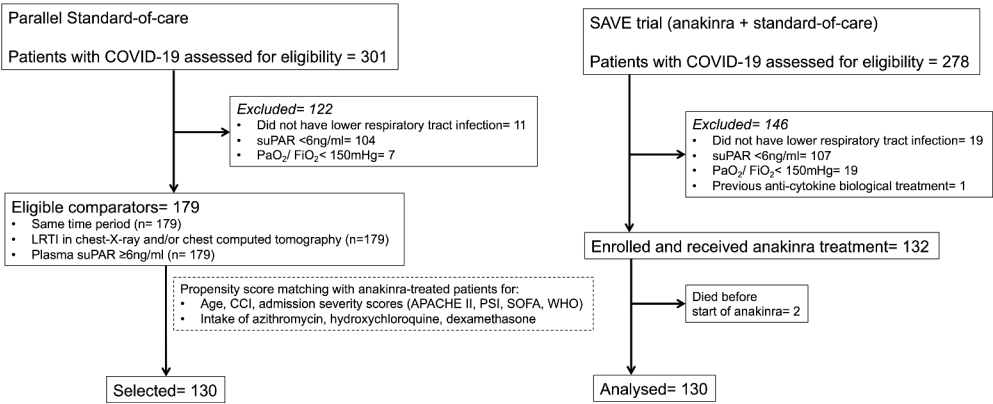 Parallel Standard-of-care
Patients with COVID-19 assessed for eligibility = 301
Excluded= 122
• Did not have lower respiratory tract infection= 11
• suPAR <6ng/ml= 104
• PaO₂/ FiO₂< 150mHg= 7
Eligible comparators= 179
• Same time period (n= 179)
• LRTI in chest-X-ray and/or chest computed tomography (n=179)
• Plasma suPAR ≥6ng/ml (n= 179)
Propensity score matching with anakinra-treated patients for:
• Age, CCI, admission severity scores (APACHE II, PSI, SOFA, WHO)
• Intake of azithromycin, hydroxychloroquine, dexamethasone
Selected= 130
SAVE trial (anakinra + standard-of-care)
Patients with COVID-19 assessed for eligibility = 278
Excluded= 146
• Did not have lower respiratory tract infection= 19
• suPAR <6ng/ml= 107
• PaO₂/ FiO₂< 150mHg= 19
• Previous anti-cytokine biological treatment= 1
Enrolled and received anakinra treatment= 132
Died before
start of anakinra= 2
Analysed= 130